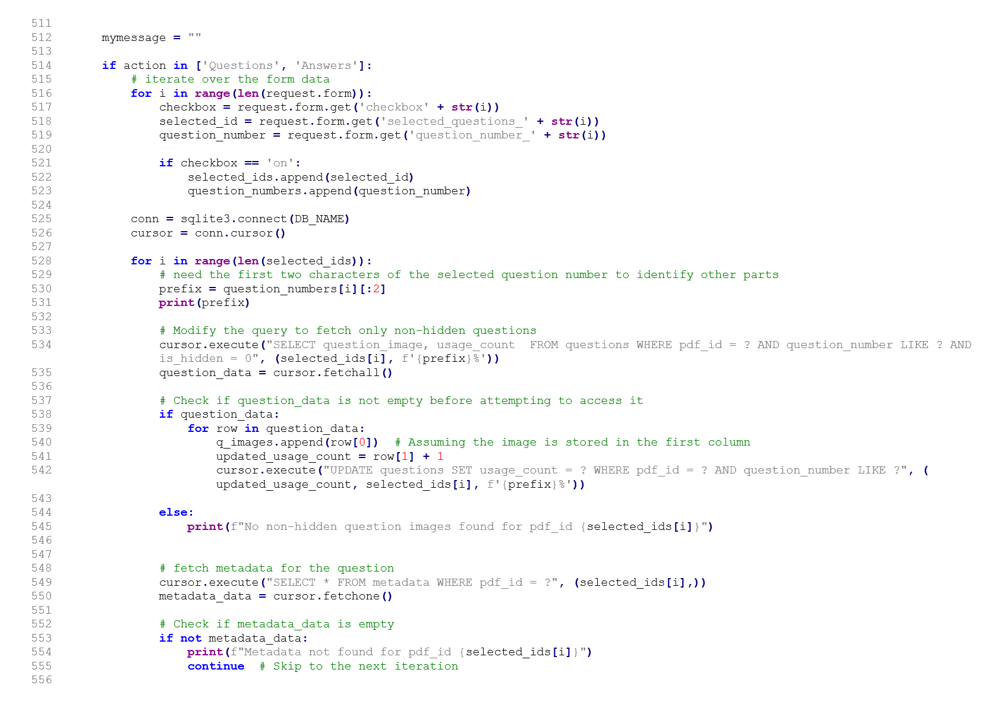 511
512 mymessage = ""
513
514 if action in ['Questions', 'Answers']:
515 # iterate over the form data
516 for i in range(len(request.form)):
517 checkbox = request.form.get('checkbox' + str(i))
518 selected_id = request.form.get('selected_questions_' + str(i))
519 question_number = request.form.get('question_number_' + str(i))
520
521 if checkbox == 'on':
522 selected_ids.append(selected_id)
523 question_numbers.append(question_number)
524
525 conn = sqlite3.connect(DB_NAME)
526 cursor = conn.cursor()
527
528 for i in range(len(selected_ids)):
529 # need the first two characters of the selected question number to identify other parts
530 prefix = question_numbers[i][:2]
531 print(prefix)
532
533 # Modify the query to fetch only non-hidden questions
534 cursor.execute("SELECT question_image, usage_count  FROM questions WHERE pdf_id = ? AND question_number LIKE ? AND
is_hidden = 0", (selected_ids[i], f'{prefix}%'))
535 question_data = cursor.fetchall()
536
537 # Check if question_data is not empty before attempting to access it
538 if question_data:
539 for row in question_data:
540 q_images.append(row[0])  # Assuming the image is stored in the first column
541 updated_usage_count = row[1] + 1
542 cursor.execute("UPDATE questions SET usage_count = ? WHERE pdf_id = ? AND question_number LIKE ?", (
updated_usage_count, selected_ids[i], f'{prefix}%'))
543
544 else:
545 print(f"No non-hidden question images found for pdf_id {selected_ids[i]}")
546
547
548 # fetch metadata for the question
549 cursor.execute("SELECT * FROM metadata WHERE pdf_id = ?", (selected_ids[i],))
550 metadata_data = cursor.fetchone()
551
552 # Check if metadata_data is empty
553 if not metadata_data:
554 print(f"Metadata not found for pdf_id {selected_ids[i]}")
555 continue  # Skip to the next iteration
556